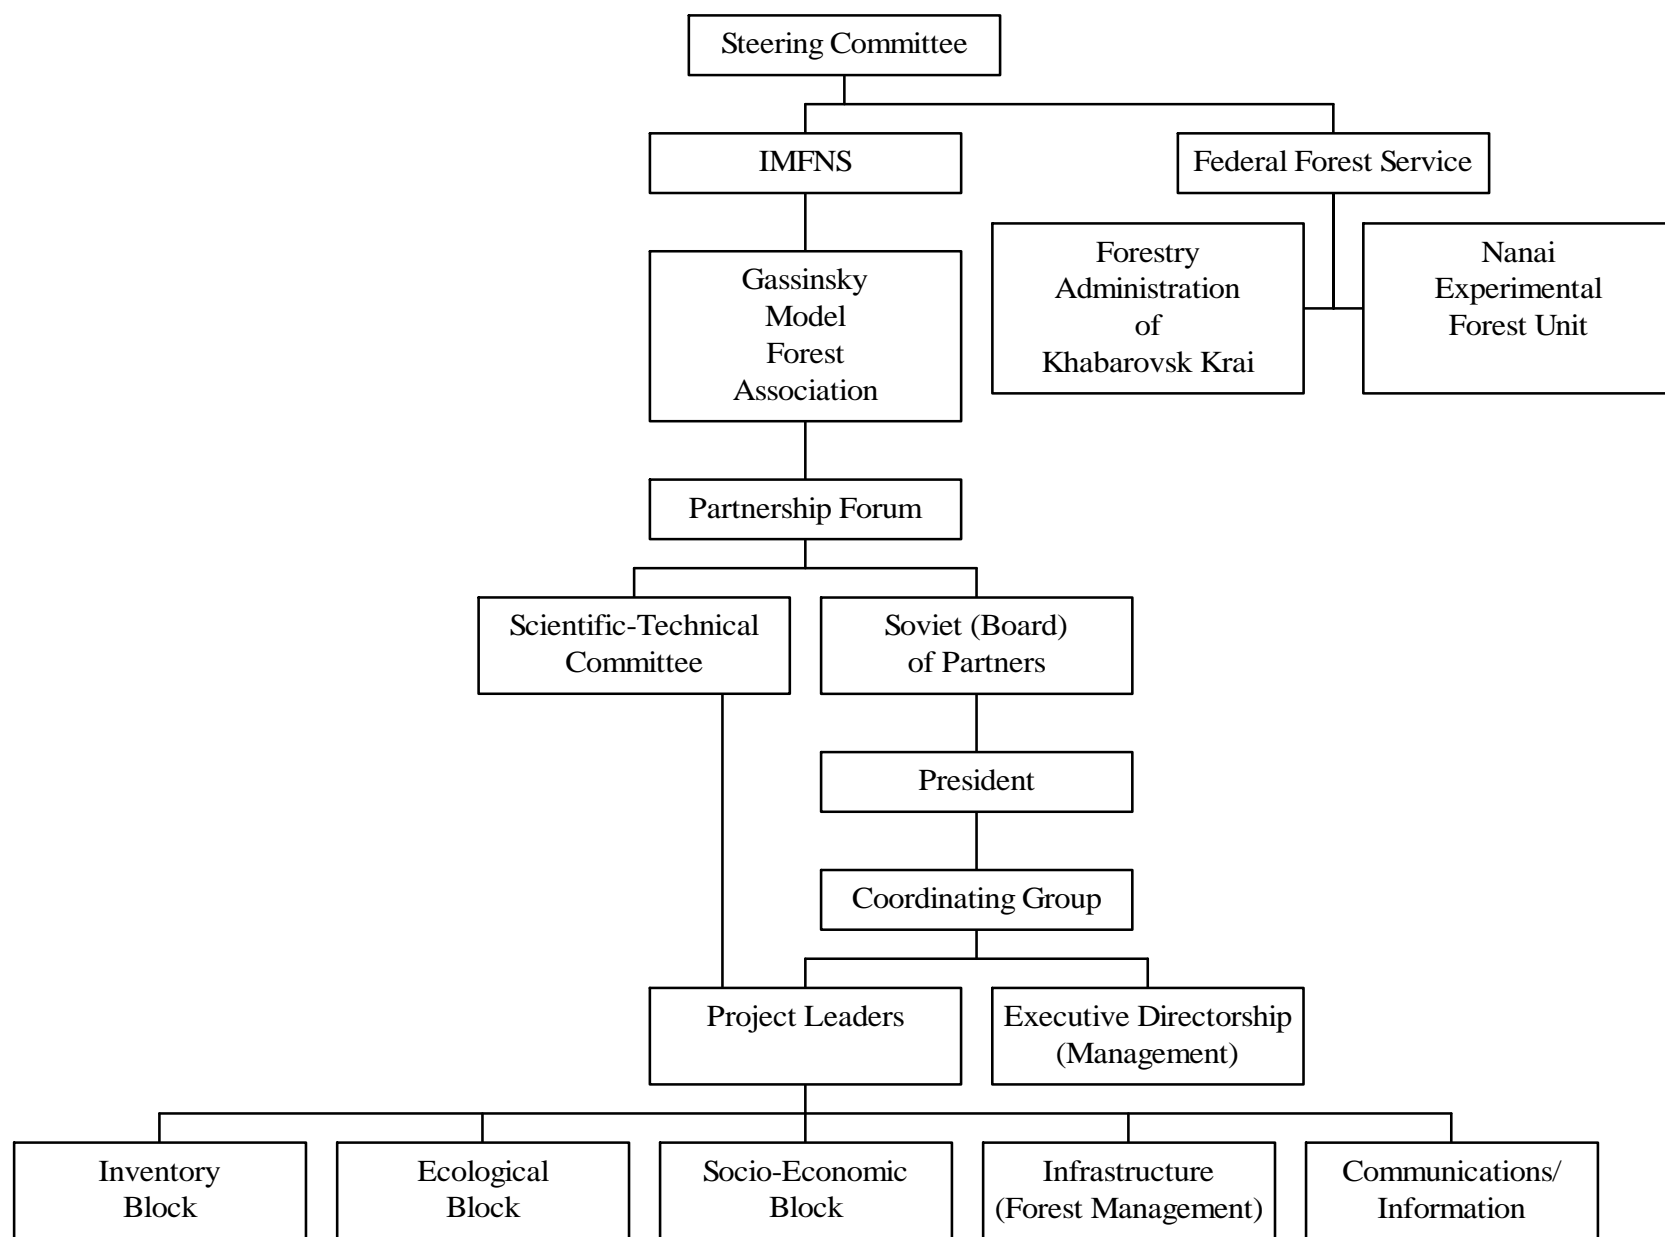 Steering Committee
IMFNS
Federal Forest Service
Gassinsky
Model
Forest
Association
Forestry
Administration
of
Khabarovsk Krai
Nanai
Experimental
Forest Unit
Partnership Forum
Scientific-Technical
Committee
Soviet (Board)
of Partners
President
Coordinating Group
Project Leaders
Executive Directorship
(Management)
Inventory
Block
Ecological
Block
Socio-Economic
Block
Infrastructure
(Forest Management)
Communications/
Information